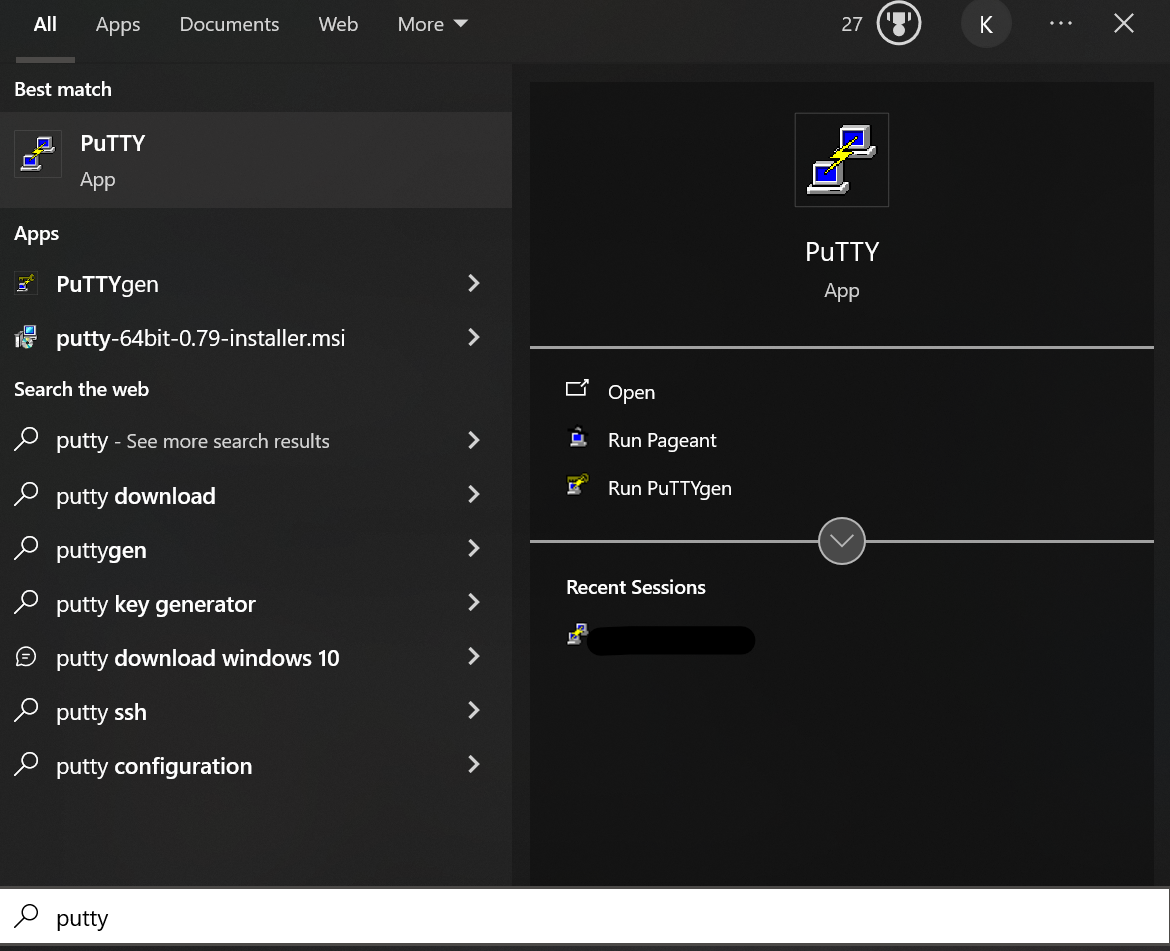 All Apps Documents Web More 27 K
Best match
PuTTY
App
Apps
PuTTYgen
putty-64bit-0.79-installer.msi
Search the web
putty - See more search results
putty download
puttygen
putty key generator
putty download windows 10
putty ssh
putty configuration
PuTTY
App
Open
Run Pageant
Run PuTTYgen
Recent Sessions
putty